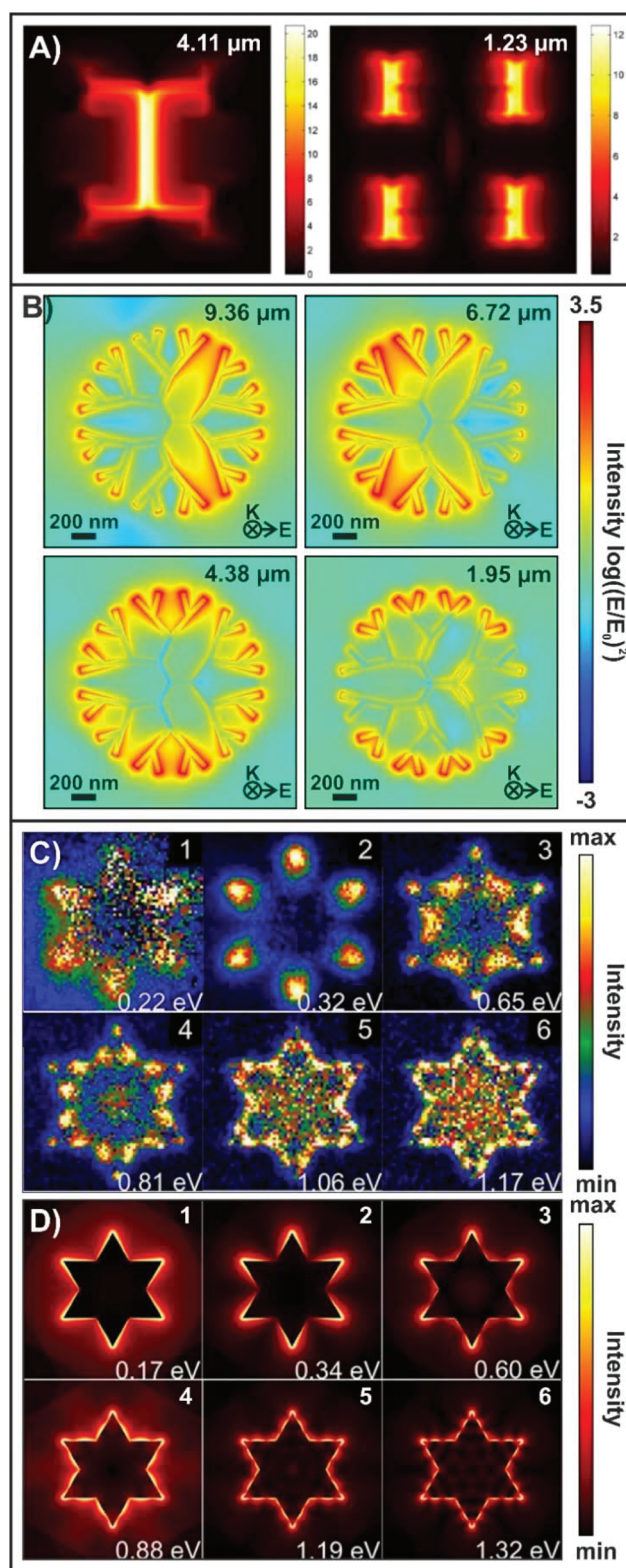 A)
4.11 μm
20
18
16
14
12
10
8
6
4
2
0
1.23 μm
12
10
8
6
4
2
B)
9.36 μm
200 nm
K
E
6.72 μm
200 nm
K
E
4.38 μm
200 nm
K
E
1.95 μm
200 nm
K
E
3.5
Intensity log((E/E₀)²)
-3
C)
1
0.22 eV
2
0.32 eV
3
0.65 eV
4
0.81 eV
5
1.06 eV
6
1.17 eV
max
Intensity
min
D)
1
0.17 eV
2
0.34 eV
3
0.60 eV
4
0.88 eV
5
1.19 eV
6
1.32 eV
max
Intensity
min